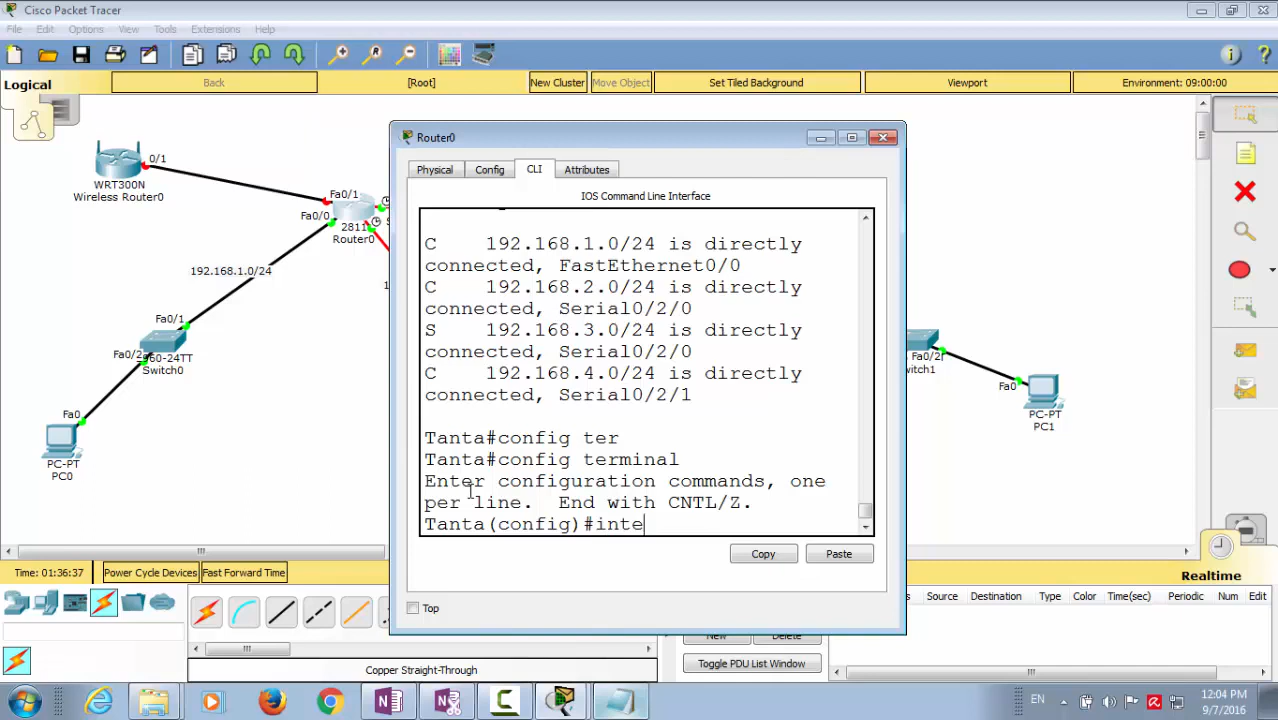 Cisco Packet Tracer
File Edit Options View Tools Extensions Help
Logical
Back
[Root]
New Cluster
Move Object
Set Tiled Background
Viewport
Environment: 09:00:00
0/1
WRT300N
Wireless Router0
Fa0/1
Fa0/0
2811
Router0
192.168.1.0/24
Fa0/1
Fa0/2
960-24TT
Switch0
Fa0
PC-PT
PC0
Router0
Physical
Config
CLI
Attributes
IOS Command Line Interface
C 192.168.1.0/24 is directly
connected, FastEthernet0/0
C 192.168.2.0/24 is directly
connected, Serial0/2/0
S 192.168.3.0/24 is directly
connected, Serial0/2/0
C 192.168.4.0/24 is directly
connected, Serial0/2/1
Tanta#config ter
Tanta#config terminal
Enter configuration commands, one
per line. End with CNTL/Z.
Tanta(config)#inte
Copy
Paste
Top
Fa0/2
witch1
Fa0
PC-PT
PC1
Time: 01:36:37
Power Cycle Devices
Fast Forward Time
Realtime
Source Destination Type Color Time(sec) Periodic Num Edit
New
Delete
Toggle PDU List Window
Copper Straight-Through
EN
12:04 PM
9/7/2016